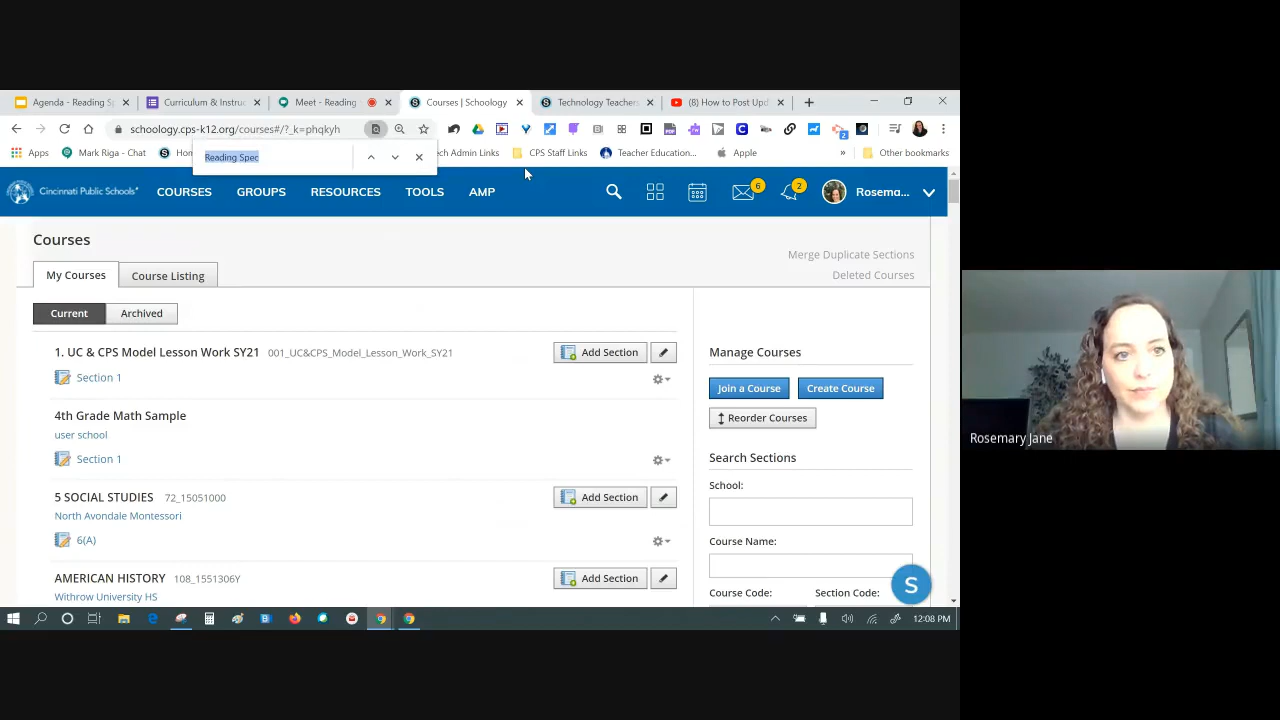 Agenda - Reading Sp
Curriculum & Instruc
Meet - Reading
Courses | Schoology
Technology Teachers
(8) How to Post Upd
schoology.cps-k12.org/courses#/?_k=phqkyh
Apps
Mark Riga - Chat
Hom
Reading Spec
ech Admin Links
CPS Staff Links
Teacher Education...
Apple
Other bookmarks
Cincinnati Public Schools
COURSES
GROUPS
RESOURCES
TOOLS
AMP
6
2
Rosema...
Courses
Merge Duplicate Sections
Deleted Courses
My Courses
Course Listing
Current
Archived
1. UC & CPS Model Lesson Work SY21 001_UC&CPS_Model_Lesson_Work_SY21
Add Section
Section 1
4th Grade Math Sample
user school
Section 1
5 SOCIAL STUDIES 72_15051000
Add Section
North Avondale Montessori
6(A)
AMERICAN HISTORY 108_1551306Y
Add Section
Withrow University HS
Manage Courses
Join a Course
Create Course
Reorder Courses
Search Sections
School:
Course Name:
Course Code:
Section Code:
S
12:08 PM
Rosemary Jane